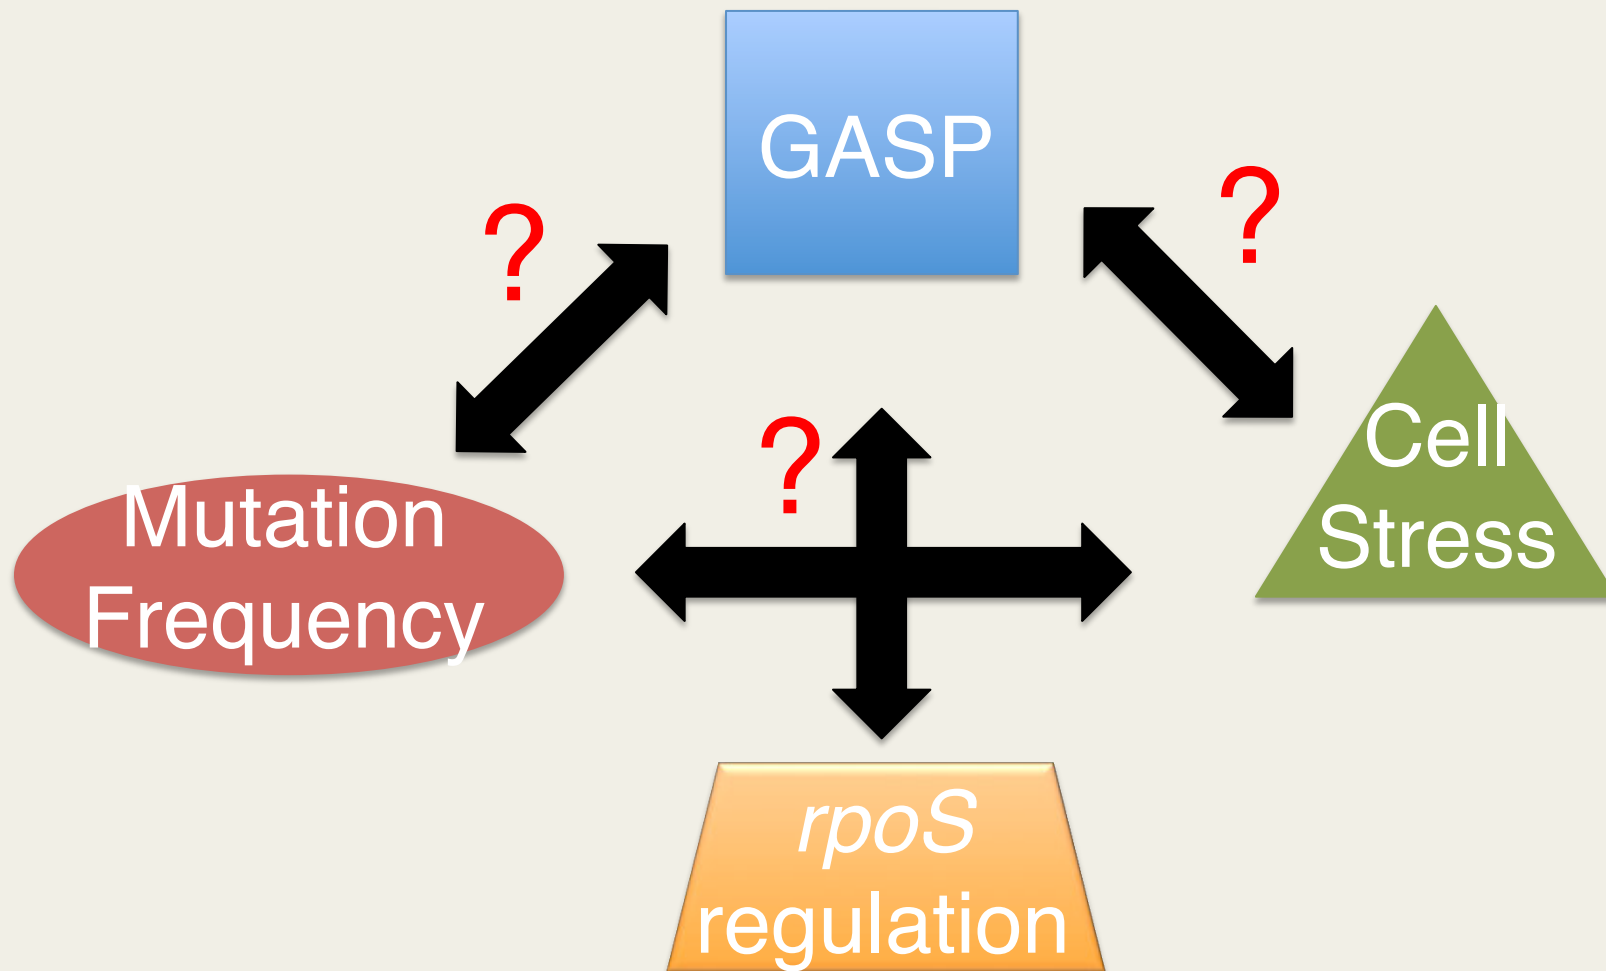 GASP
?
?
?
Mutation
Frequency
Cell
Stress
rpoS
regulation